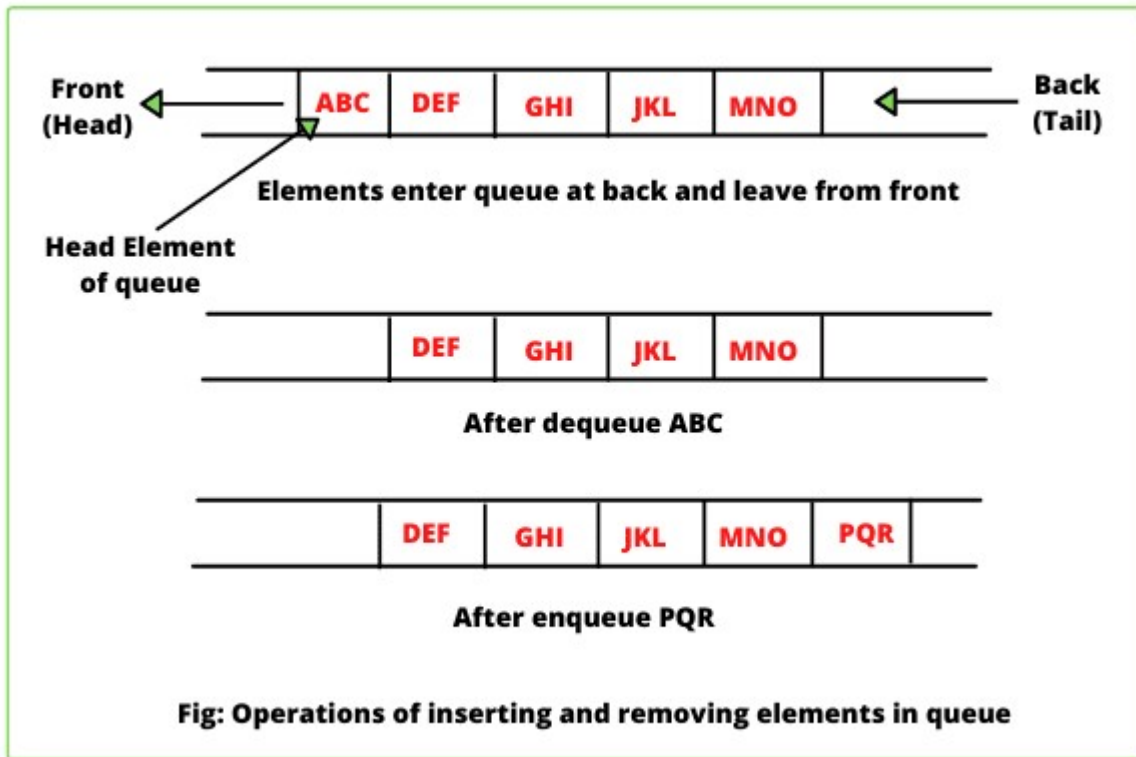 Front
(Head)
ABC DEF GHI JKL MNO
Back
(Tail)
Elements enter queue at back and leave from front
Head Element
of queue
DEF GHI JKL MNO
After dequeue ABC
DEF GHI JKL MNO PQR
After enqueue PQR
Fig: Operations of inserting and removing elements in queue